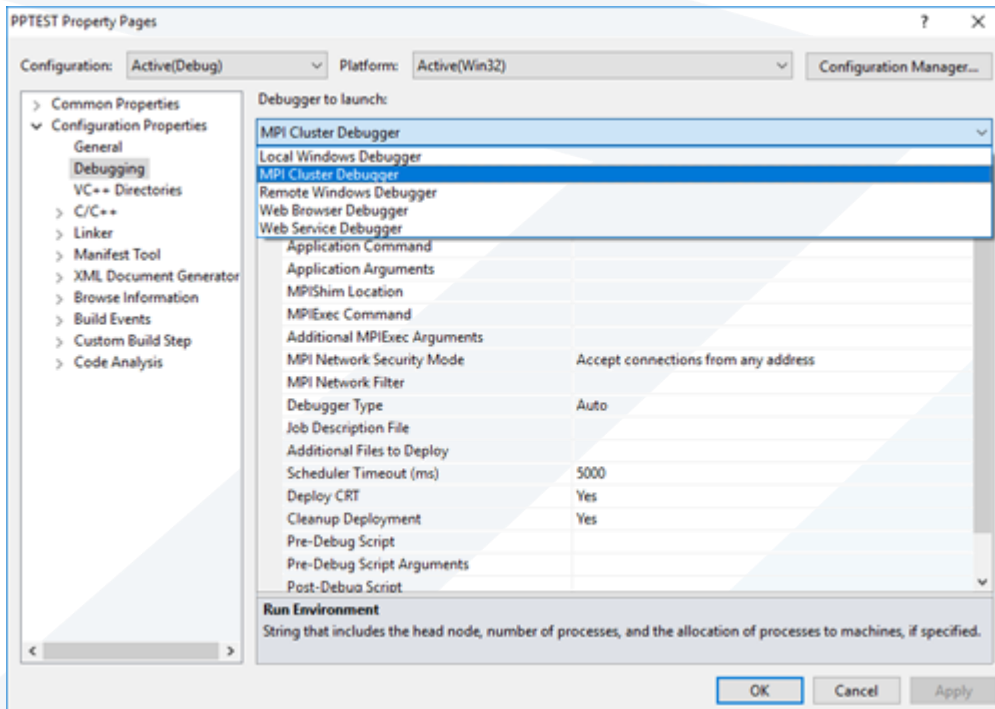 PPTEST Property Pages ? ×
Configuration: Active(Debug) Platform: Active(Win32) Configuration Manager...
Common Properties
Configuration Properties
General
Debugging
VC++ Directories
C/C++
Linker
Manifest Tool
XML Document Generator
Browse Information
Build Events
Custom Build Step
Code Analysis
Debugger to launch:
MPI Cluster Debugger
Local Windows Debugger
MPI Cluster Debugger
Remote Windows Debugger
Web Browser Debugger
Web Service Debugger
Application Command
Application Arguments
MPIShim Location
MPIExec Command
Additional MPIExec Arguments
MPI Network Security Mode Accept connections from any address
MPI Network Filter
Debugger Type Auto
Job Description File
Additional Files to Deploy
Scheduler Timeout (ms) 5000
Deploy CRT Yes
Cleanup Deployment Yes
Pre-Debug Script
Pre-Debug Script Arguments
Post-Debug Script
Run Environment
String that includes the head node, number of processes, and the allocation of processes to machines, if specified.
OK Cancel Apply